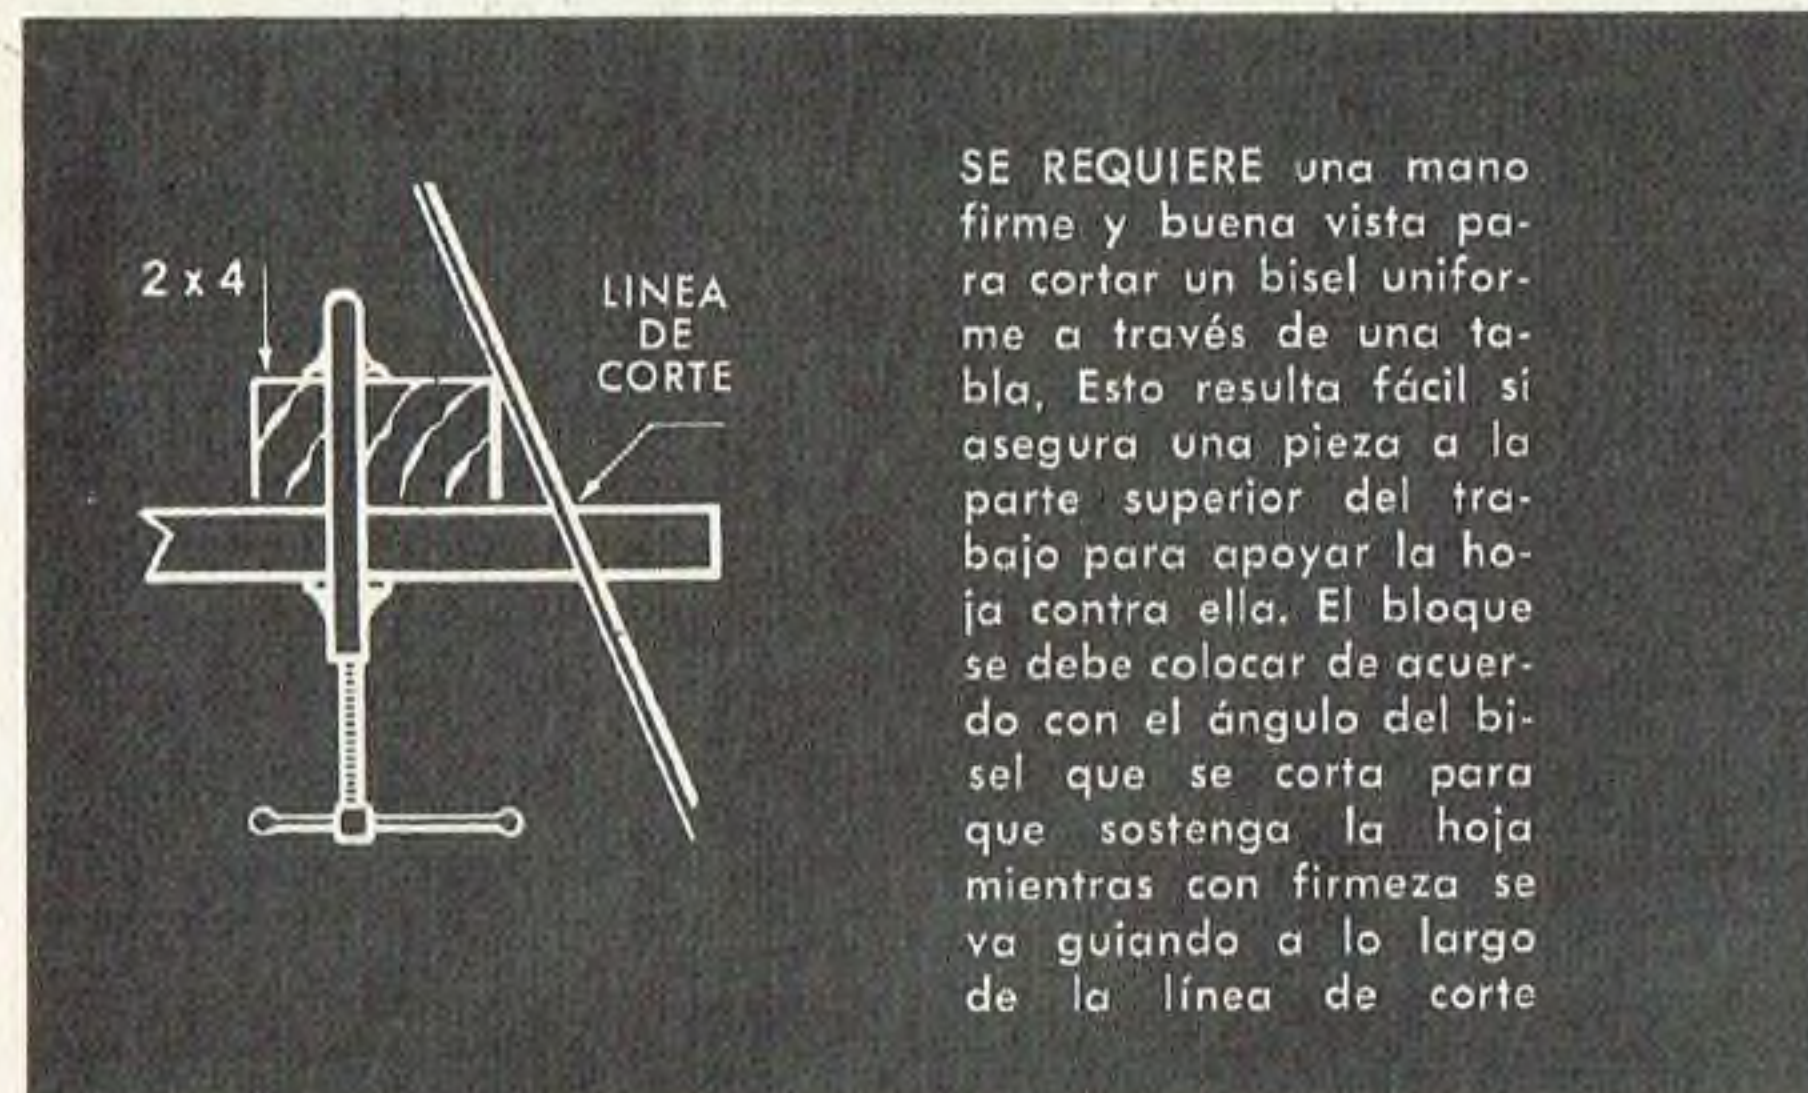 2 x 4
LINEA
DE
CORTE
SE REQUIERE una mano
firme y buena vista pa-
ra cortar un bisel unifor-
me a través de una ta-
bla, Esto resulta fácil si
asegura una pieza a la
parte superior del tra-
bajo para apoyar la ho-
ja contra ella. El bloque
se debe colocar de acuer-
do con el ángulo del bi-
sel que se corta para
que sostenga la hoja
mientras con firmeza se
va guiando a lo largo
de la línea de corte